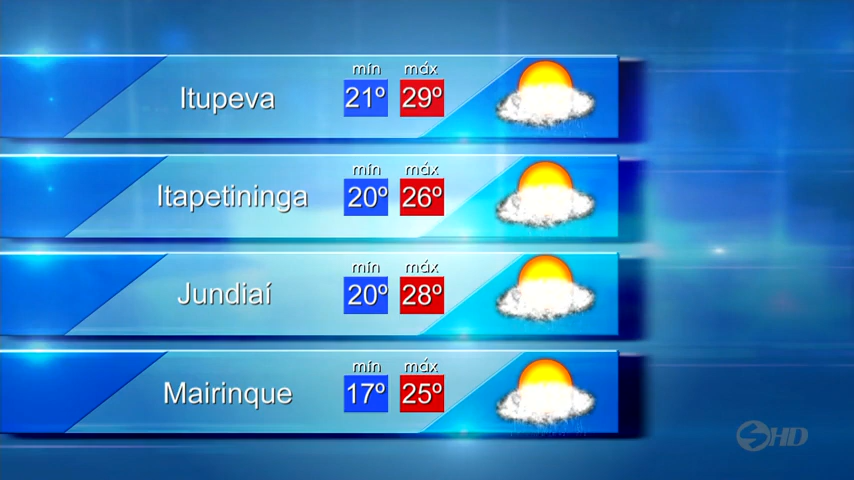 mín máx
Itupeva 21º 29º
mín máx
Itapetininga 20º 26º
mín máx
Jundiaí 20º 28º
mín máx
Mairinque 17º 25º
HD